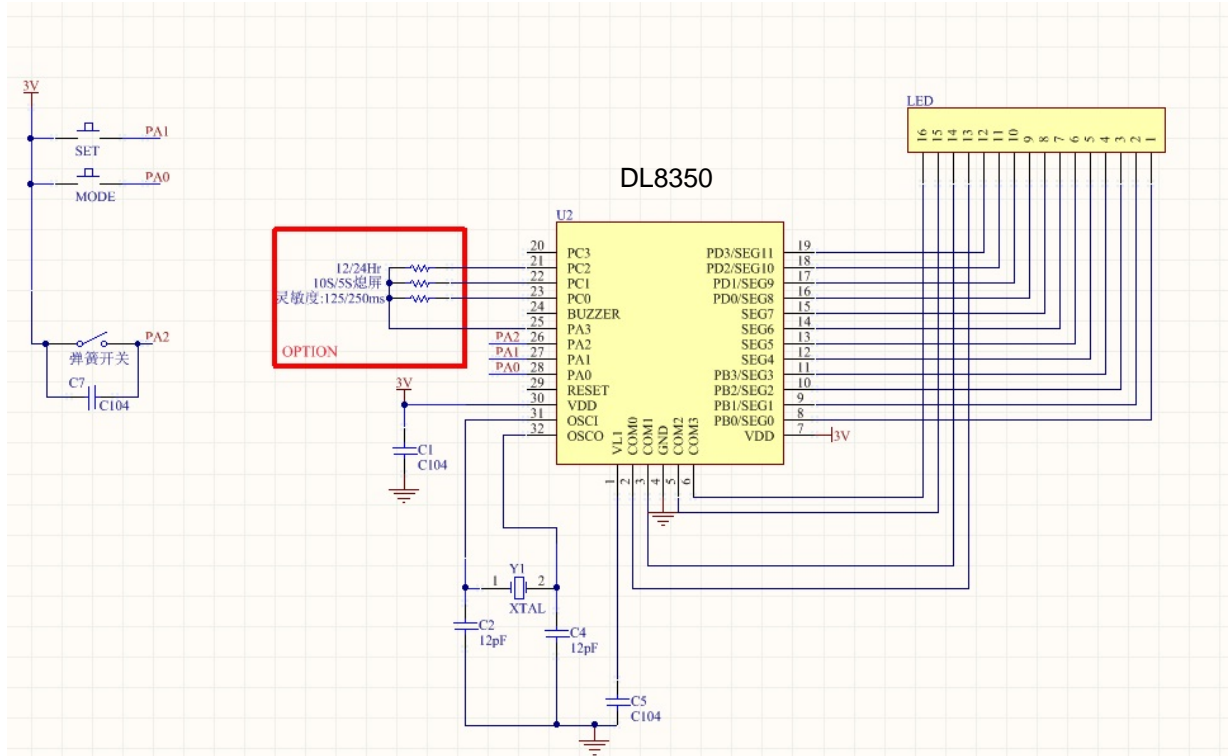 3V
PA1
SET
PA0
MODE
PA2
弹簧开关
C7
C104
12/24Hr
10S/5S熄屏
灵敏度:125/250ms
OPTION
3V
C1
C104
DL8350
U2
20 PC3
21 PC2
22 PC1
23 PC0
24 BUZZER
25 PA3
PA2 26 PA2
PA1 27 PA1
PA0 28 PA0
29 RESET
30 VDD
31 OSCI
32 OSCO
PD3/SEG11 19
PD2/SEG10 18
PD1/SEG9 17
PD0/SEG8 16
SEG7 15
SEG6 14
SEG5 13
SEG4 12
PB3/SEG3 11
PB2/SEG2 10
PB1/SEG1 9
PB0/SEG0 8
VDD 7 3V
VL1 COM0 COM1 GND COM2 COM3
1 2 3 4 5 6
LED
16 15 14 13 12 11 10 9 8 7 6 5 4 3 2 1
Y1
1 2
XTAL
C2
12pF
C4
12pF
C5
C104